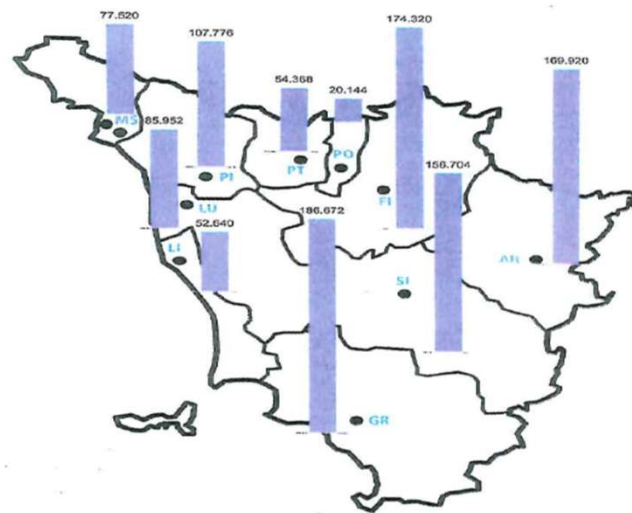 77.520
107.776
174.320
54.368
20.144
169.920
MS
85.952
PI
PT
PO
156.704
FI
LU
186.672
52.640
LI
AR
SI
GR